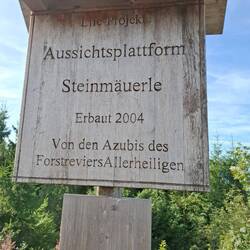 Life-Projekt
Aussichtsplattform
Steinmäuerle
Erbaut 2004
Von den Azubis des
ForstreviersAllerheiligen